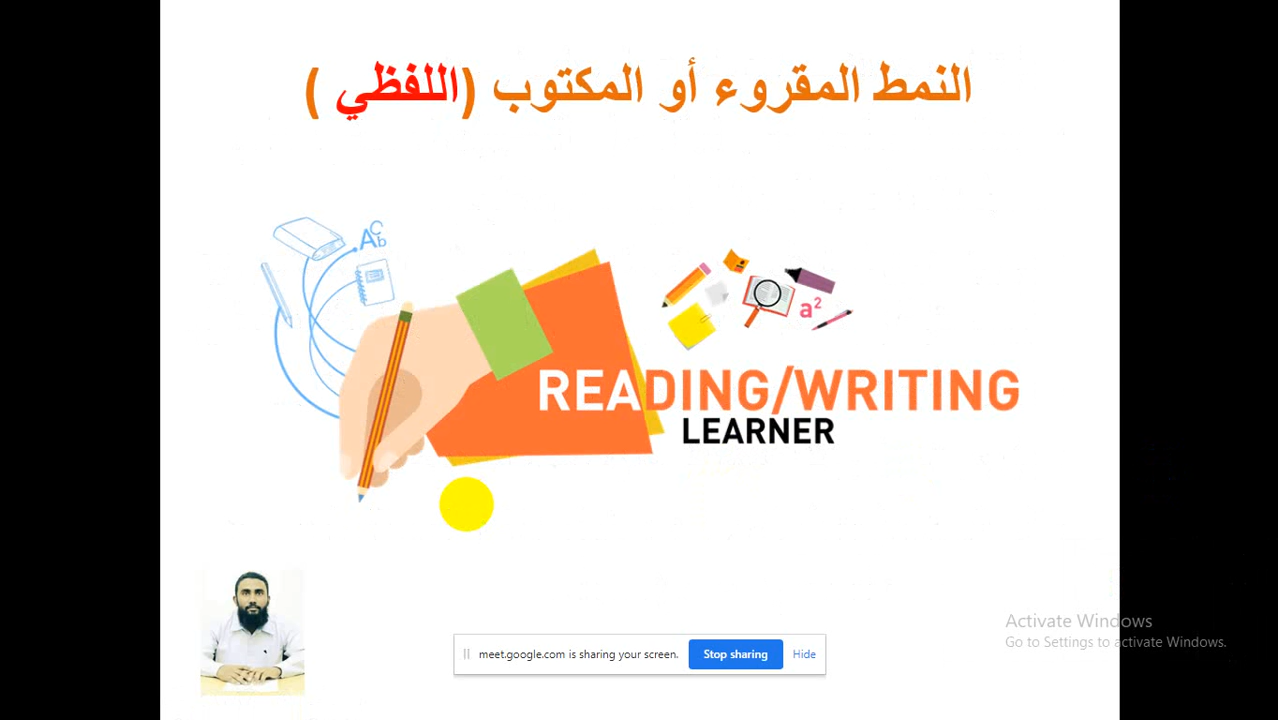 النمط المقروء أو المكتوب (اللفظي )
A C b
a²
READING/WRITING
LEARNER
meet.google.com is sharing your screen.
Stop sharing
Hide
Activate Windows
Go to Settings to activate Windows.